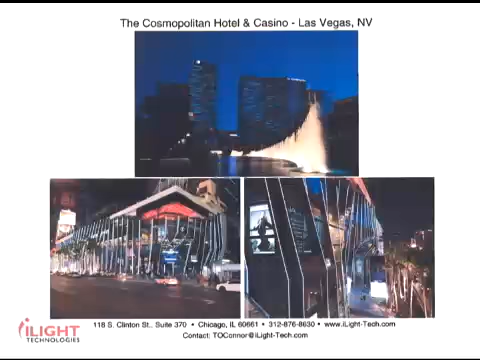 The Cosmopolitan Hotel & Casino - Las Vegas, NV
iLIGHT
TECHNOLOGIES
118 S. Clinton St., Suite 370 • Chicago, IL 60661 • 312-876-8630 • www.iLight-Tech.com
Contact: TOConnor@iLight-Tech.com